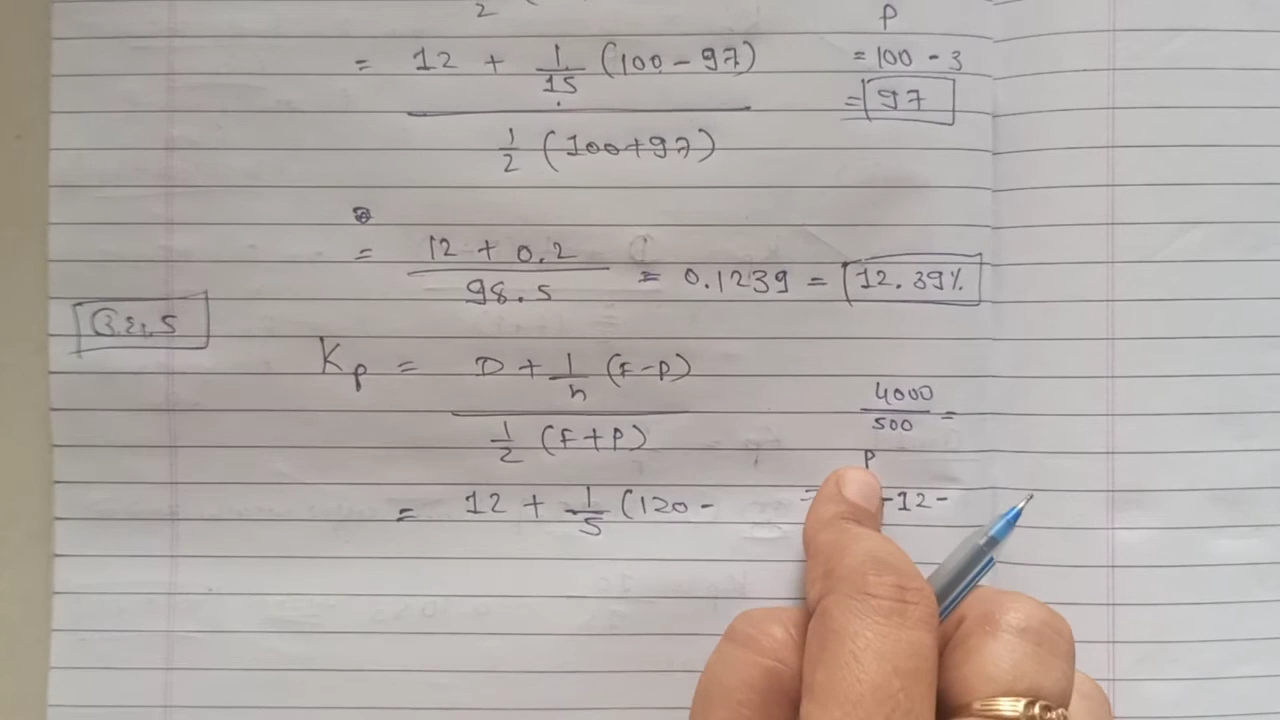 2 (
P
= 12 + 1/15 (100 - 97)
= 100 - 3
1/2 (100+97)
= 97
= 12 + 0.2 / 98.5 = 0.1239 = 12.39%
Kp = D + 1/n (F-P) / 1/2 (F+P)
4000/500 =
P
= 12 + 1/5 (120 -
= -12-